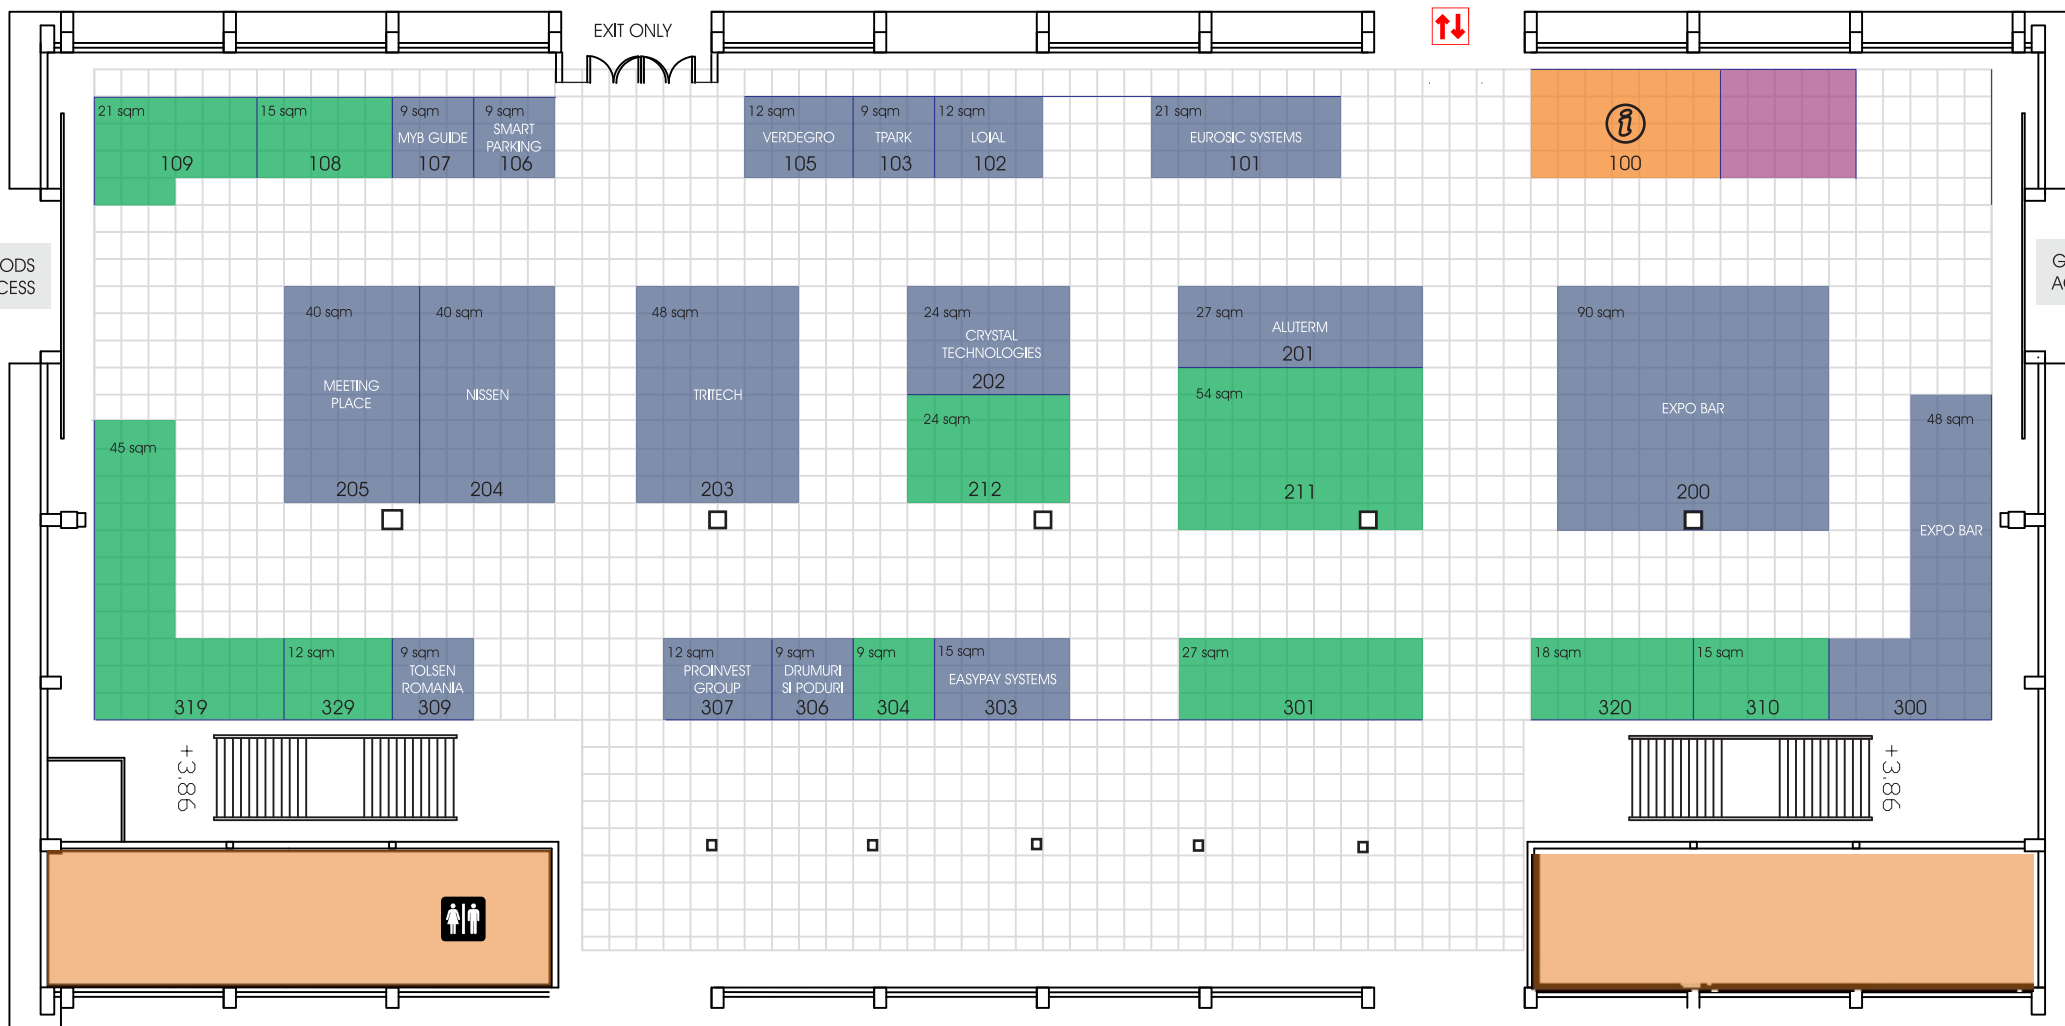 EXIT ONLY
21 sqm
109
15 sqm
108
9 sqm
MYB GUIDE
107
9 sqm
SMART
PARKING
106
12 sqm
VERDEGRO
105
9 sqm
TPARK
103
12 sqm
LOIAL
102
21 sqm
EUROSIC SYSTEMS
101
i
100
ODS
CESS
G
AC
40 sqm
MEETING
PLACE
205
40 sqm
NISSEN
204
48 sqm
TRITECH
203
24 sqm
CRYSTAL
TECHNOLOGIES
202
24 sqm
212
27 sqm
ALUTERM
201
54 sqm
211
90 sqm
EXPO BAR
200
48 sqm
EXPO BAR
300
45 sqm
319
12 sqm
329
9 sqm
TOLSEN
ROMANIA
309
12 sqm
PROINVEST
GROUP
307
9 sqm
DRUMURI
SI PODURI
306
9 sqm
304
15 sqm
EASYPAY SYSTEMS
303
27 sqm
301
18 sqm
320
15 sqm
310
+3.86
+3.86